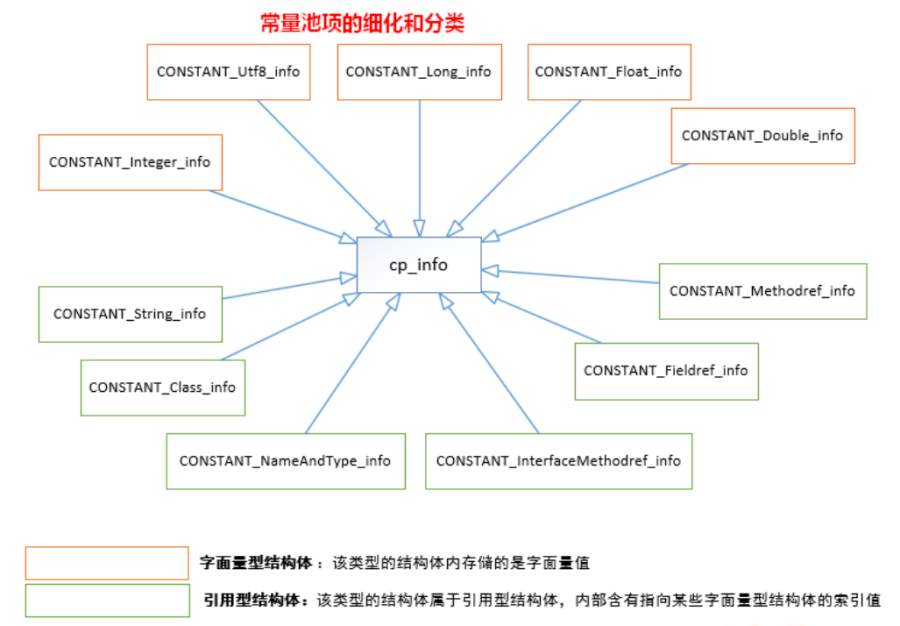 常量池项的细化和分类
CONSTANT_Utf8_info
CONSTANT_Long_info
CONSTANT_Float_info
CONSTANT_Double_info
CONSTANT_Integer_info
cp_info
CONSTANT_Methodref_info
CONSTANT_String_info
CONSTANT_Fieldref_info
CONSTANT_Class_info
CONSTANT_NameAndType_info
CONSTANT_InterfaceMethodref_info
字面量型结构体：该类型的结构体内存储的是字面量值
引用型结构体：该类型的结构体属于引用型结构体，内部含有指向某些字面量型结构体的索引值